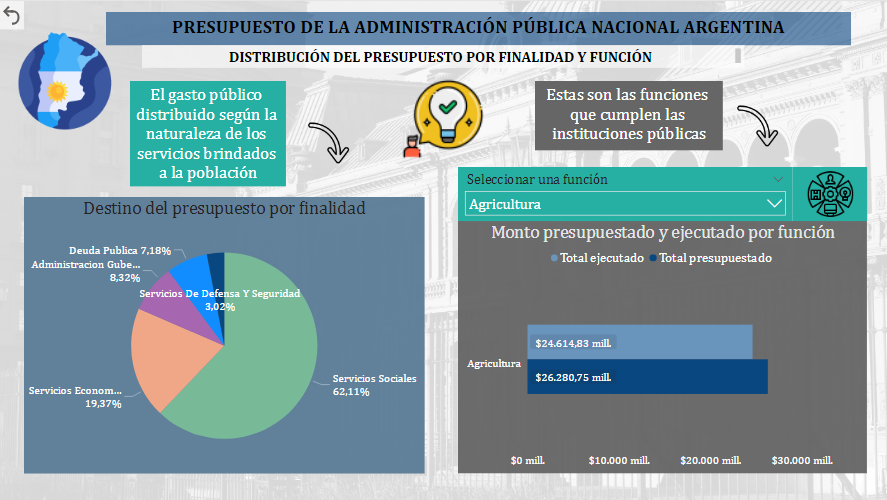 PRESUPUESTO DE LA ADMINISTRACIÓN PÚBLICA NACIONAL ARGENTINA
DISTRIBUCIÓN DEL PRESUPUESTO POR FINALIDAD Y FUNCIÓN
El gasto público
distribuido según la
naturaleza de los
servicios brindados
a la población
Estas son las funciones
que cumplen las
instituciones públicas
Destino del presupuesto por finalidad
Deuda Publica 7,18%
Administracion Gube...
8,32%
Servicios De Defensa Y Seguridad
3,02%
Servicios Sociales
62,11%
Servicios Econom...
19,37%
Seleccionar una función
Agricultura
Monto presupuestado y ejecutado por función
Total ejecutado Total presupuestado
$24.614,83 mill.
Agricultura
$26.280,75 mill.
$0 mill. $10.000 mill. $20.000 mill. $30.000 mill.